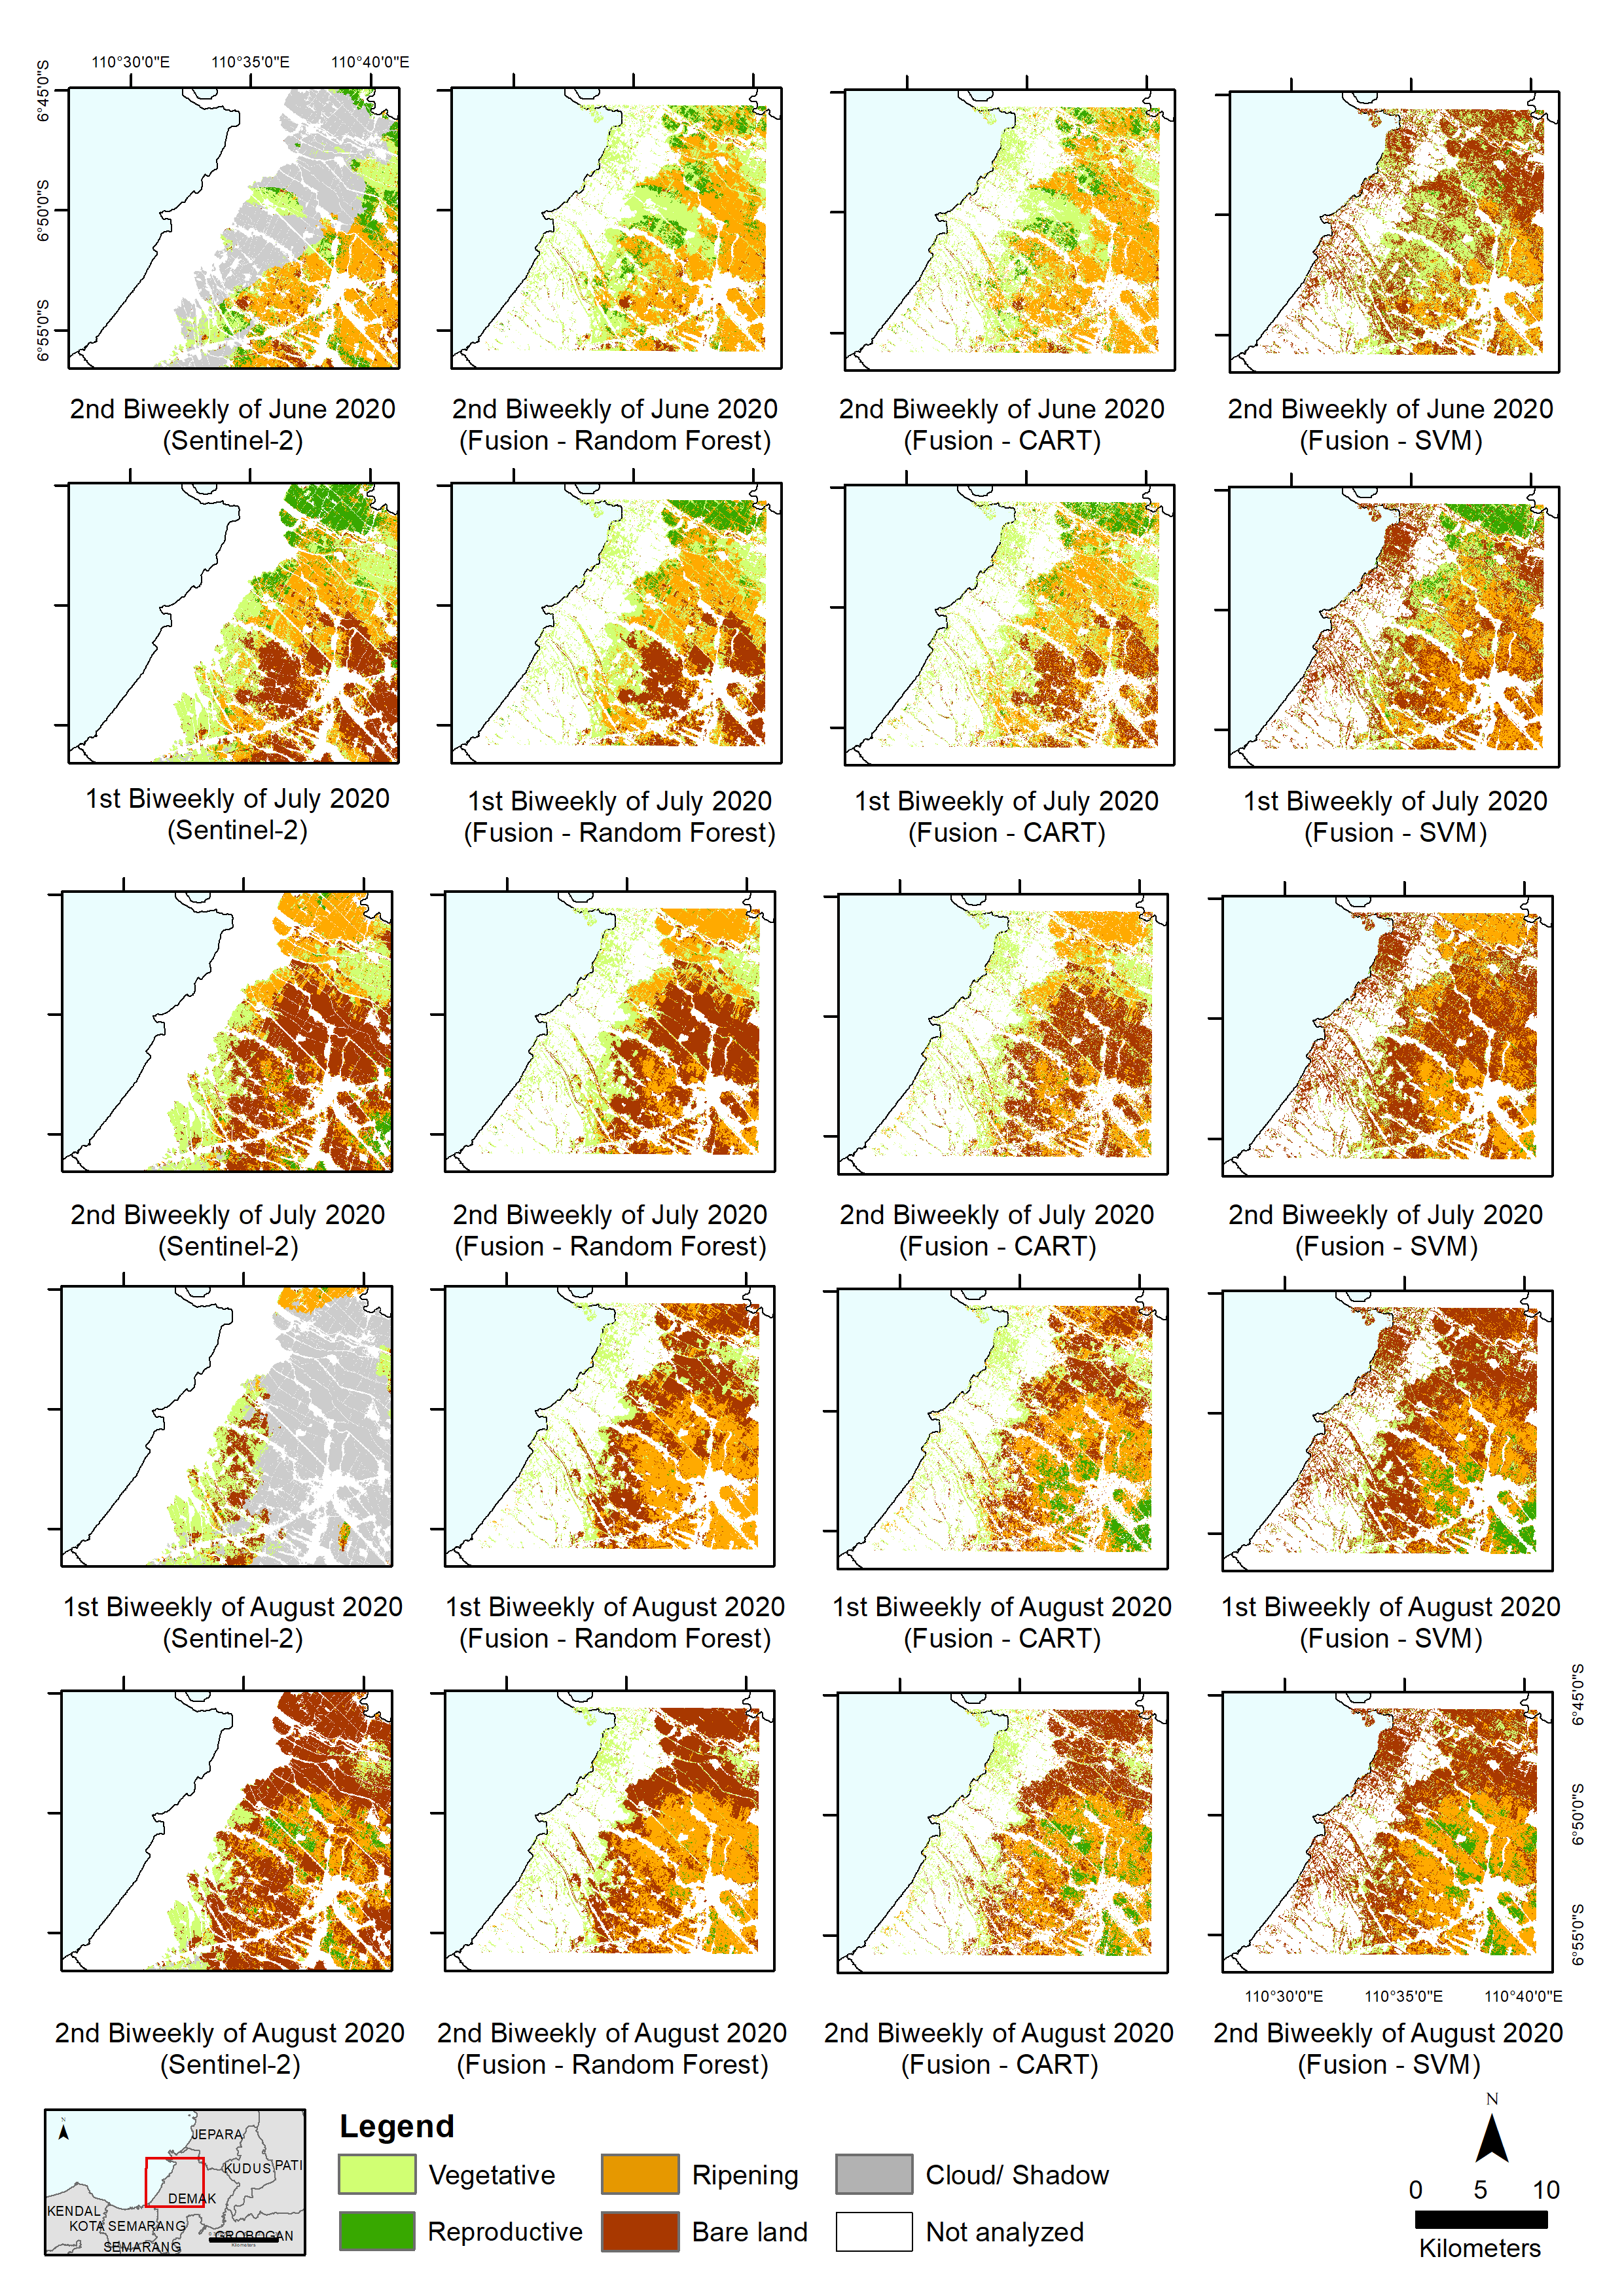 110°30'0"E 110°35'0"E 110°40'0"E
6°45'0"S
6°50'0"S
6°55'0"S
2nd Biweekly of June 2020
(Sentinel-2)
2nd Biweekly of June 2020
(Fusion - Random Forest)
2nd Biweekly of June 2020
(Fusion - CART)
2nd Biweekly of June 2020
(Fusion - SVM)
1st Biweekly of July 2020
(Sentinel-2)
1st Biweekly of July 2020
(Fusion - Random Forest)
1st Biweekly of July 2020
(Fusion - CART)
1st Biweekly of July 2020
(Fusion - SVM)
2nd Biweekly of July 2020
(Sentinel-2)
2nd Biweekly of July 2020
(Fusion - Random Forest)
2nd Biweekly of July 2020
(Fusion - CART)
2nd Biweekly of July 2020
(Fusion - SVM)
1st Biweekly of August 2020
(Sentinel-2)
1st Biweekly of August 2020
(Fusion - Random Forest)
1st Biweekly of August 2020
(Fusion - CART)
1st Biweekly of August 2020
(Fusion - SVM)
6°45'0"S
6°50'0"S
6°55'0"S
110°30'0"E 110°35'0"E 110°40'0"E
2nd Biweekly of August 2020
(Sentinel-2)
2nd Biweekly of August 2020
(Fusion - Random Forest)
2nd Biweekly of August 2020
(Fusion - CART)
2nd Biweekly of August 2020
(Fusion - SVM)
N
JEPARA
KUDUS PATI
DEMAK
KENDAL
KOTA SEMARANG
GROBOGAN
SEMARANG
Kilometers
Legend
Vegetative
Ripening
Cloud/ Shadow
Reproductive
Bare land
Not analyzed
N
0 5 10
Kilometers